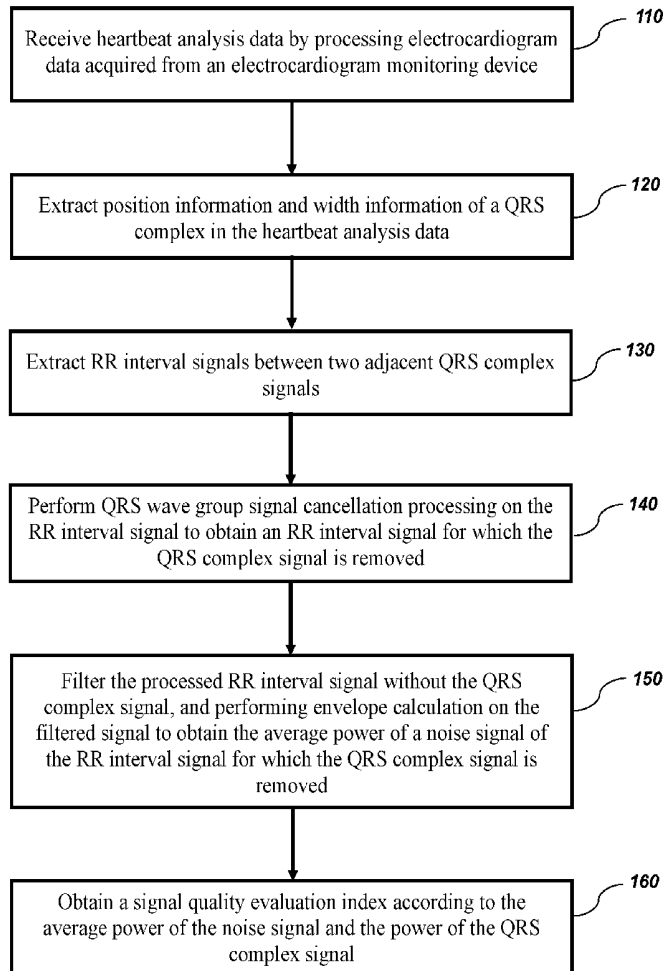 110
Receive heartbeat analysis data by processing electrocardiogram
data acquired from an electrocardiogram monitoring device
120
Extract position information and width information of a QRS
complex in the heartbeat analysis data
130
Extract RR interval signals between two adjacent QRS complex
signals
140
Perform QRS wave group signal cancellation processing on the
RR interval signal to obtain an RR interval signal for which the
QRS complex signal is removed
150
Filter the processed RR interval signal without the QRS
complex signal, and performing envelope calculation on the
filtered signal to obtain the average power of a noise signal of
the RR interval signal for which the QRS complex signal is
removed
160
Obtain a signal quality evaluation index according to the
average power of the noise signal and the power of the QRS
complex signal